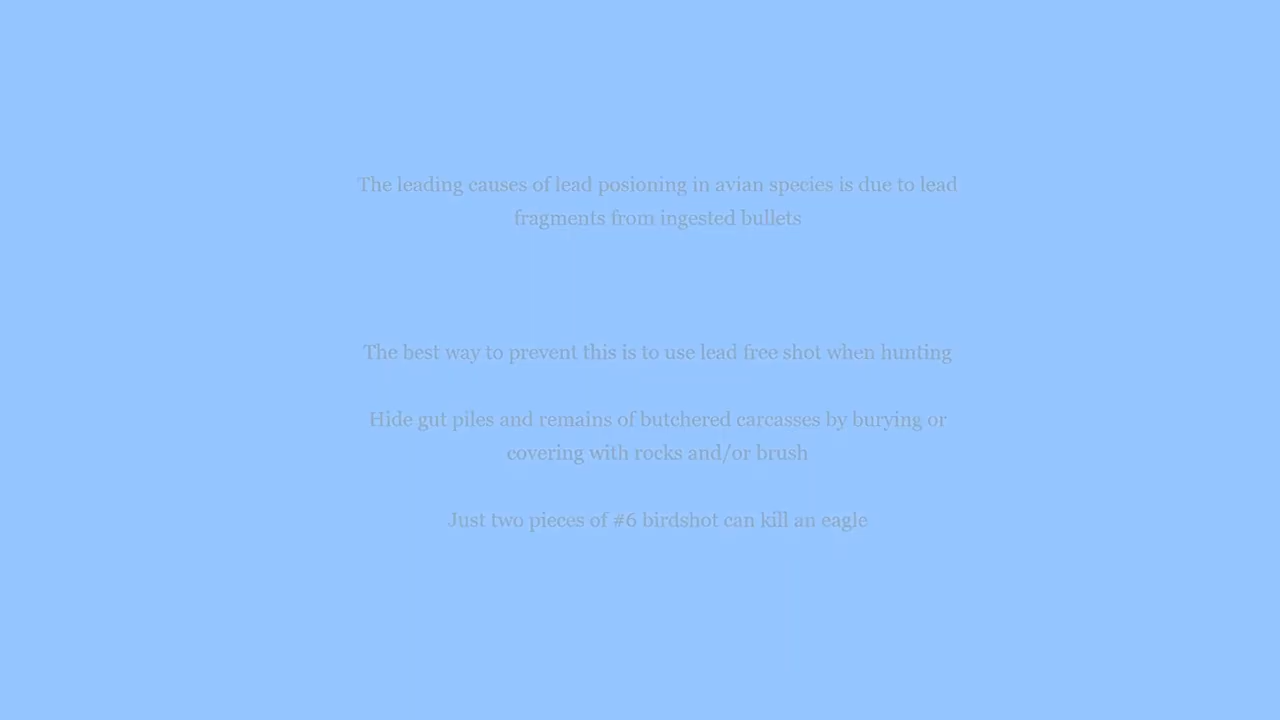 The leading causes of lead posioning in avian species is due to lead
fragments from ingested bullets
The best way to prevent this is to use lead free shot when hunting
Hide gut piles and remains of butchered carcasses by burying or
covering with rocks and/or brush
Just two pieces of #6 birdshot can kill an eagle